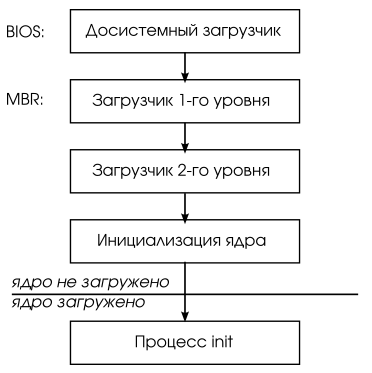 BIOS: Досистемный загрузчик
MBR: Загрузчик 1-го уровня
Загрузчик 2-го уровня
Инициализация ядра
ядро не загружено
ядро загружено
Процесс init